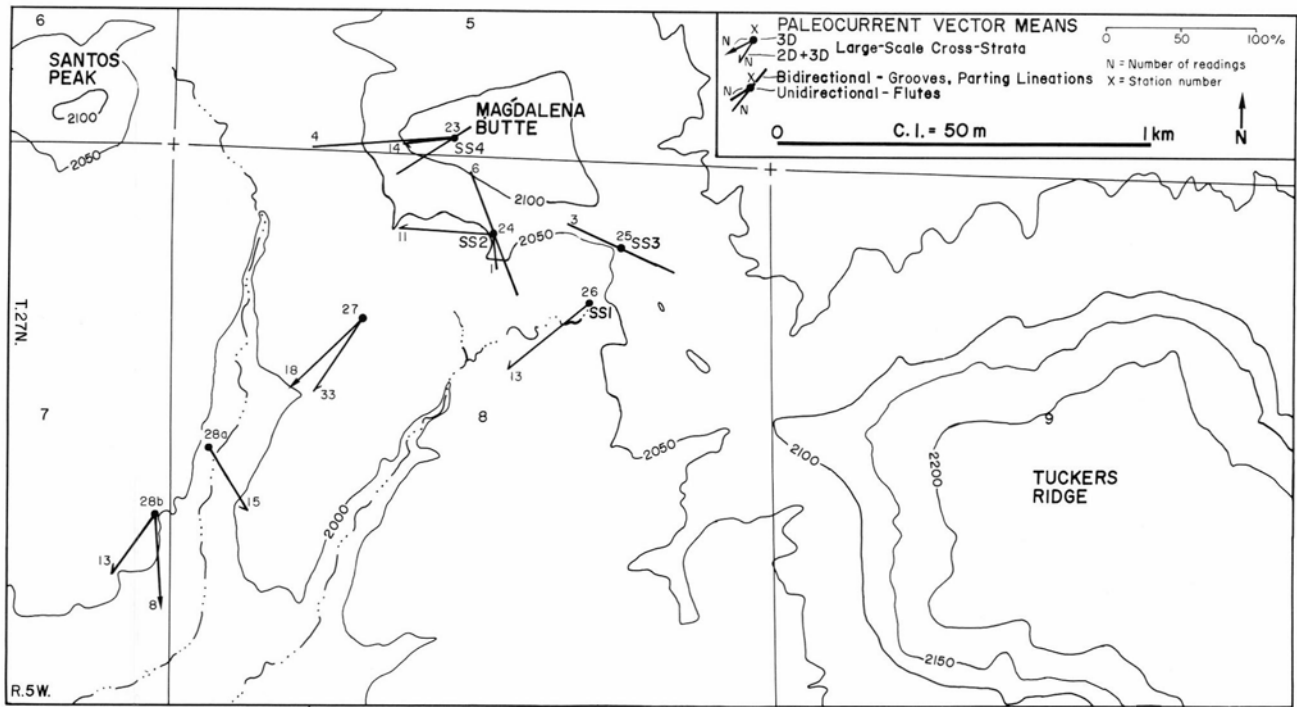 6
5
SANTOS
PEAK
2100
2050
MAGDALENA
BUTTE
4
14
23
SS4
6
2100
11
24
SS2
1
2050
3
25
SS3
26
SS1
13
27
18
33
T.27N.
7
8
9
28a
15
28b
13
8
2000
2050
2100
2200
2150
TUCKERS
RIDGE
R.5W.
PALEOCURRENT VECTOR MEANS
X
N
3D
2D+3D
N
Large-Scale Cross-Strata
X
N
Bidirectional - Grooves, Parting Lineations
Unidirectional - Flutes
N
0 50 100%
N = Number of readings
X = Station number
0 C.I. = 50 m 1 km
N